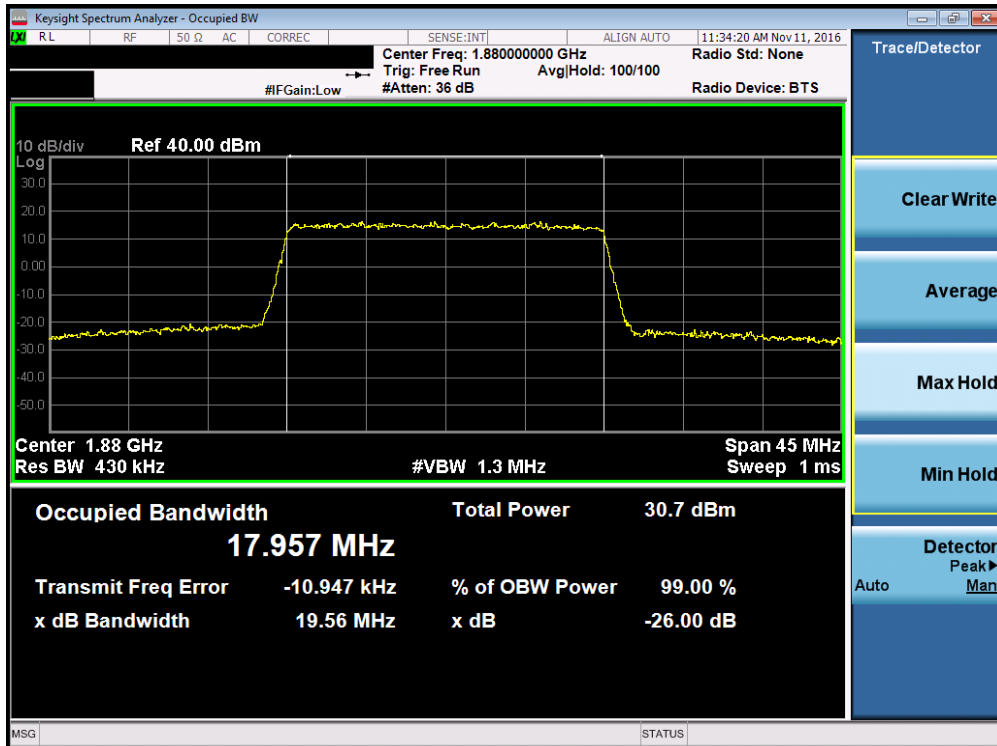 Keysight Spectrum Analyzer - Occupied BW
LXI RL RF 50 Ω AC CORREC SENSE:INT ALIGN AUTO 11:34:20 AM Nov 11, 2016
Center Freq: 1.880000000 GHz Radio Std: None
Trig: Free Run Avg|Hold: 100/100
#IFGain:Low #Atten: 36 dB Radio Device: BTS
Trace/Detector
10 dB/div Ref 40.00 dBm
Log
30.0
20.0
10.0
0.00
-10.0
-20.0
-30.0
-40.0
-50.0
Center 1.88 GHz Span 45 MHz
Res BW 430 kHz #VBW 1.3 MHz Sweep 1 ms
Occupied Bandwidth Total Power 30.7 dBm
17.957 MHz
Transmit Freq Error -10.947 kHz % of OBW Power 99.00 %
x dB Bandwidth 19.56 MHz x dB -26.00 dB
Clear Write
Average
Max Hold
Min Hold
Detector
Peak▶
Auto Man
MSG STATUS